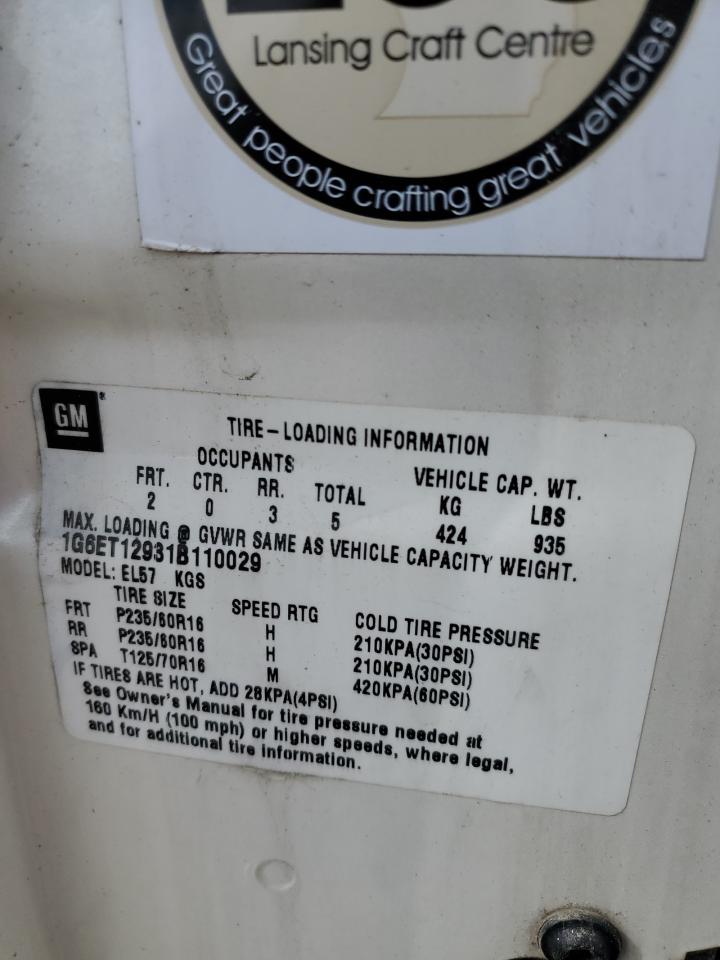 Lansing Craft Centre
Great people crafting great vehicles
GM
TIRE-LOADING INFORMATION
OCCUPANTS VEHICLE CAP. WT.
FRT. CTR. RR. TOTAL KG LBS
2 0 3 5 424 935
MAX. LOADING @ GVWR SAME AS VEHICLE CAPACITY WEIGHT.
1G6ET12931B110029
MODEL: EL57 KGS
TIRE SIZE SPEED RTG COLD TIRE PRESSURE
FRT P235/60R16 H 210KPA(30PSI)
RR P235/60R16 H 210KPA(30PSI)
SPA T125/70R16 M 420KPA(60PSI)
IF TIRES ARE HOT, ADD 28KPA(4PSI)
See Owner's Manual for tire pressure needed at
160 Km/H (100 mph) or higher speeds, where legal,
and for additional tire information.